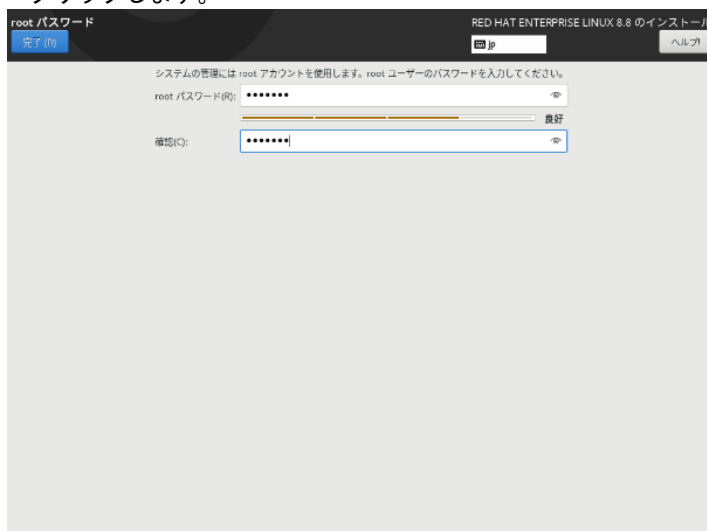 クリックします。
root パスワード
RED HAT ENTERPRISE LINUX 8.8 のインストール
完了 (D)
jp
ヘルプ!
システムの管理には root アカウントを使用します。root ユーザーのパスワードを入力してください。
root パスワード(R): •••••••
良好
確認(C): •••••••